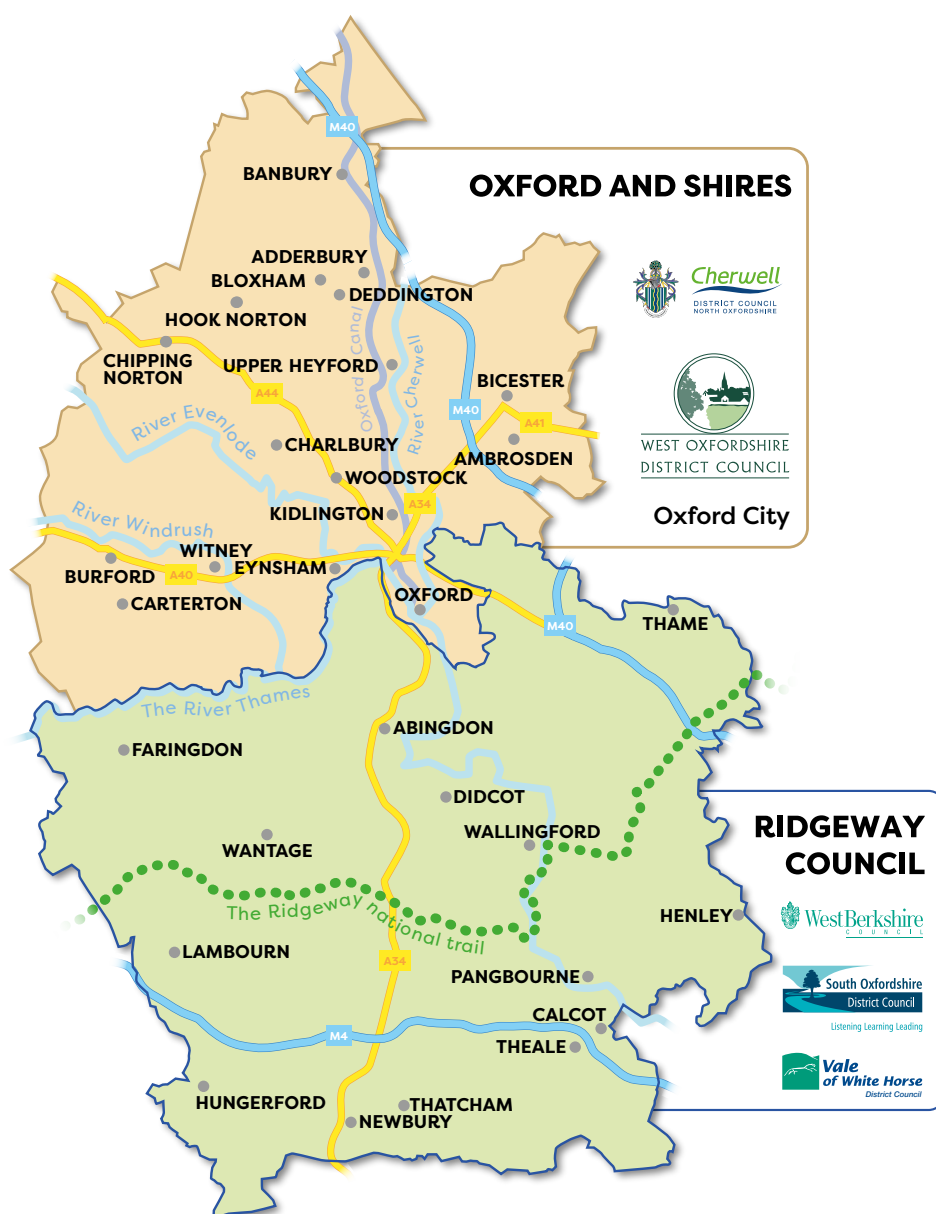 M40
BANBURY
OXFORD AND SHIRES
ADDERBURY
BLOXHAM
DEDDINGTON
HOOK NORTON
Cherwell
DISTRICT COUNCIL
NORTH OXFORDSHIRE
CHIPPING
NORTON
UPPER HEYFORD
Oxford Canal
River Cherwell
A44
BICESTER
M40
A41
River Evenlode
CHARLBURY
AMBROSDEN
WEST OXFORDSHIRE
DISTRICT COUNCIL
WOODSTOCK
A34
KIDLINGTON
Oxford City
River Windrush
WITNEY
EYNSHAM
BURFORD
A40
CARTERTON
OXFORD
M40
THAME
The River Thames
ABINGDON
FARINGDON
DIDCOT
WALLINGFORD
WANTAGE
RIDGEWAY
COUNCIL
The Ridgeway national trail
HENLEY
WestBerkshire
COUNCIL
LAMBOURN
A34
PANGBOURNE
South Oxfordshire
District Council
Listening Learning Leading
CALCOT
M4
THEALE
Vale
of White Horse
District Council
HUNGERFORD
THATCHAM
NEWBURY